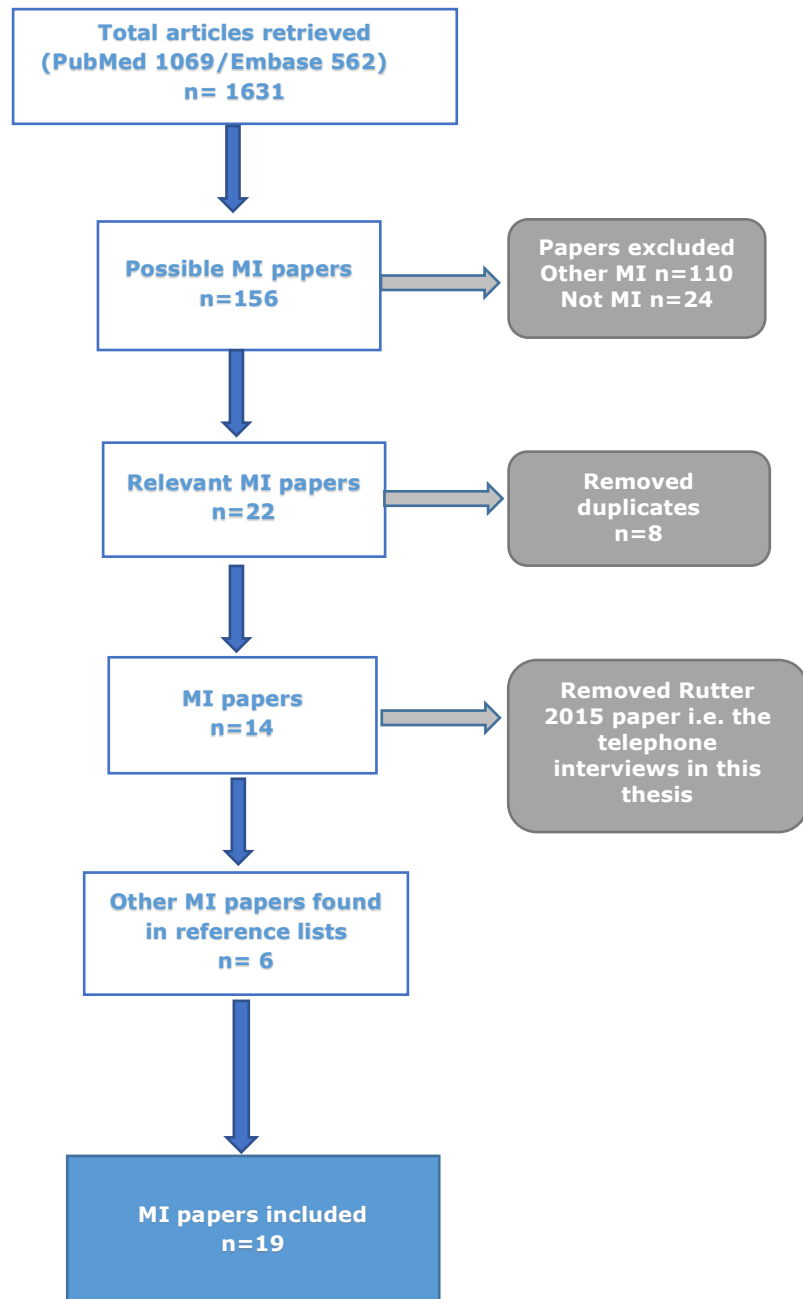 Total articles retrieved
(PubMed 1069/Embase 562)
n= 1631
Possible MI papers
n=156
Papers excluded
Other MI n=110
Not MI n=24
Relevant MI papers
n=22
Removed
duplicates
n=8
MI papers
n=14
Removed Rutter
2015 paper i.e. the
telephone
interviews in this
thesis
Other MI papers found
in reference lists
n= 6
MI papers included
n=19